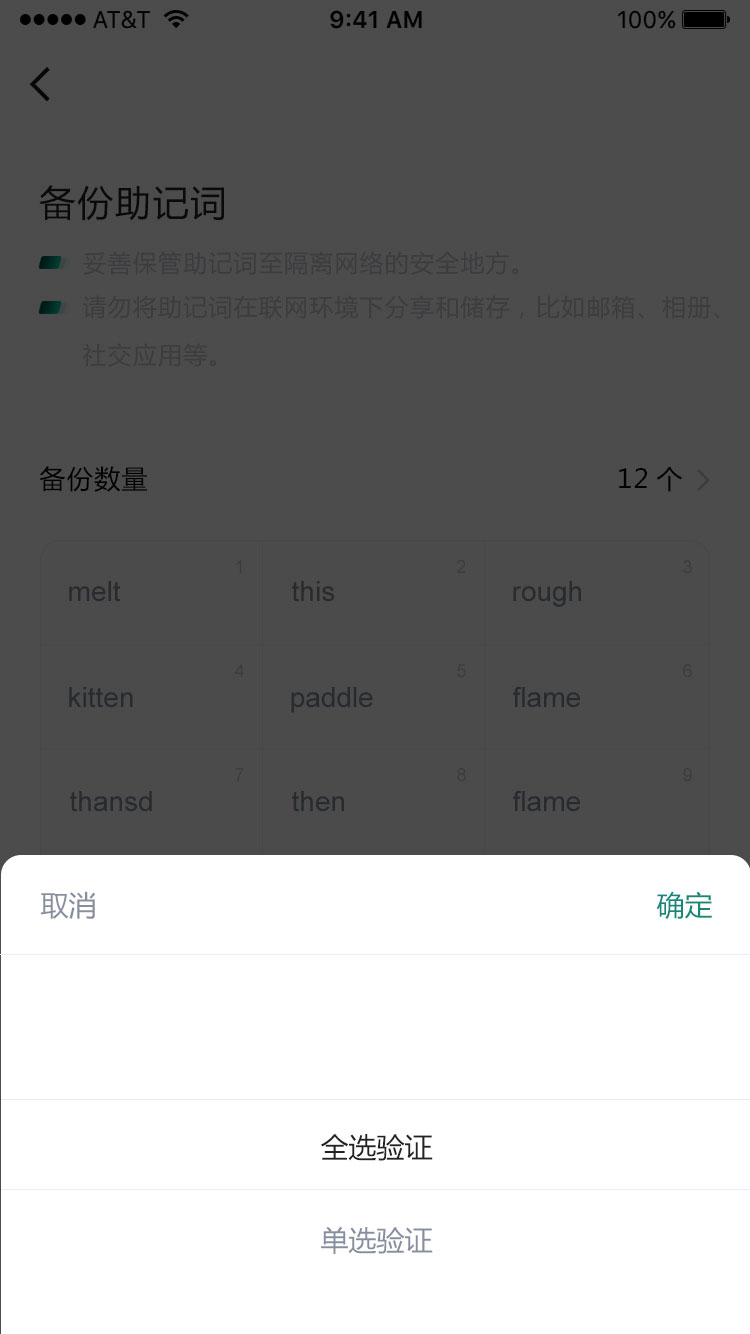 AT&T 9:41 AM 100%
备份助记词
妥善保管助记词至隔离网络的安全地方。
请勿将助记词在联网环境下分享和储存，比如邮箱、相册、
社交应用等。
备份数量 12 个
1 2 3
melt this rough
4 5 6
kitten paddle flame
7 8 9
thansd then flame
取消 确定
全选验证
单选验证